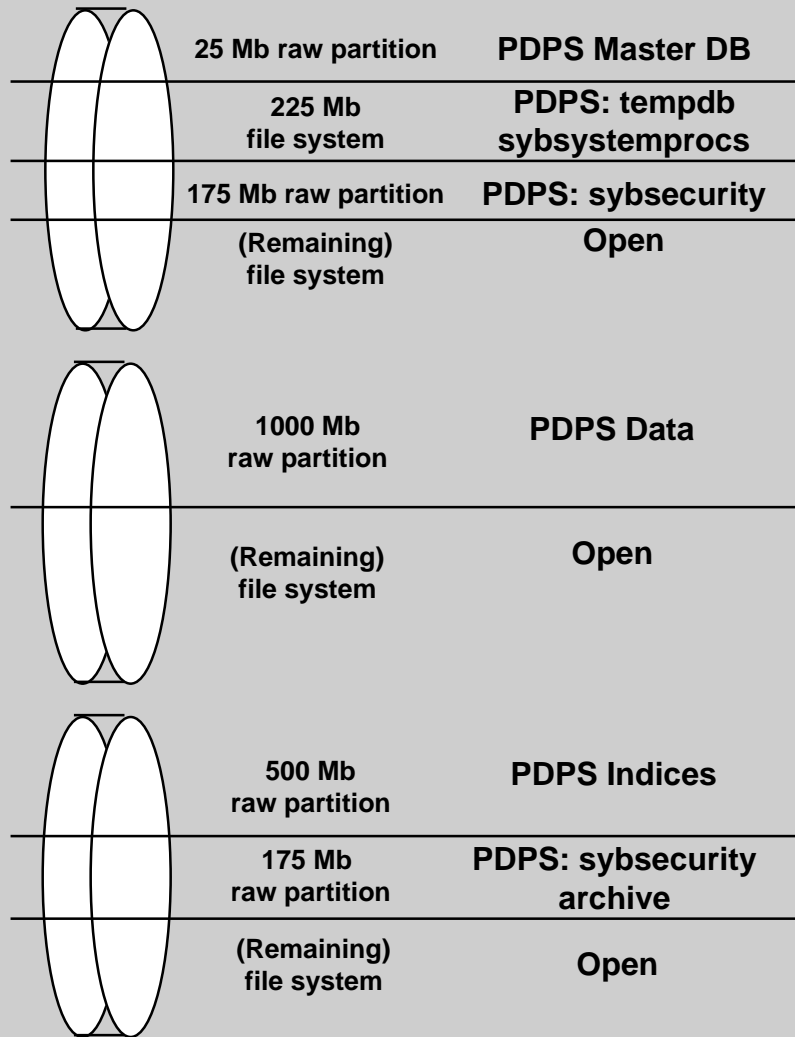 25 Mb raw partition PDPS Master DB
225 Mb
file system
PDPS: tempdb
sybsystemprocs
175 Mb raw partition PDPS: sybsecurity
(Remaining)
file system
Open
1000 Mb
raw partition
PDPS Data
(Remaining)
file system
Open
500 Mb
raw partition
PDPS Indices
175 Mb
raw partition
PDPS: sybsecurity
archive
(Remaining)
file system
Open